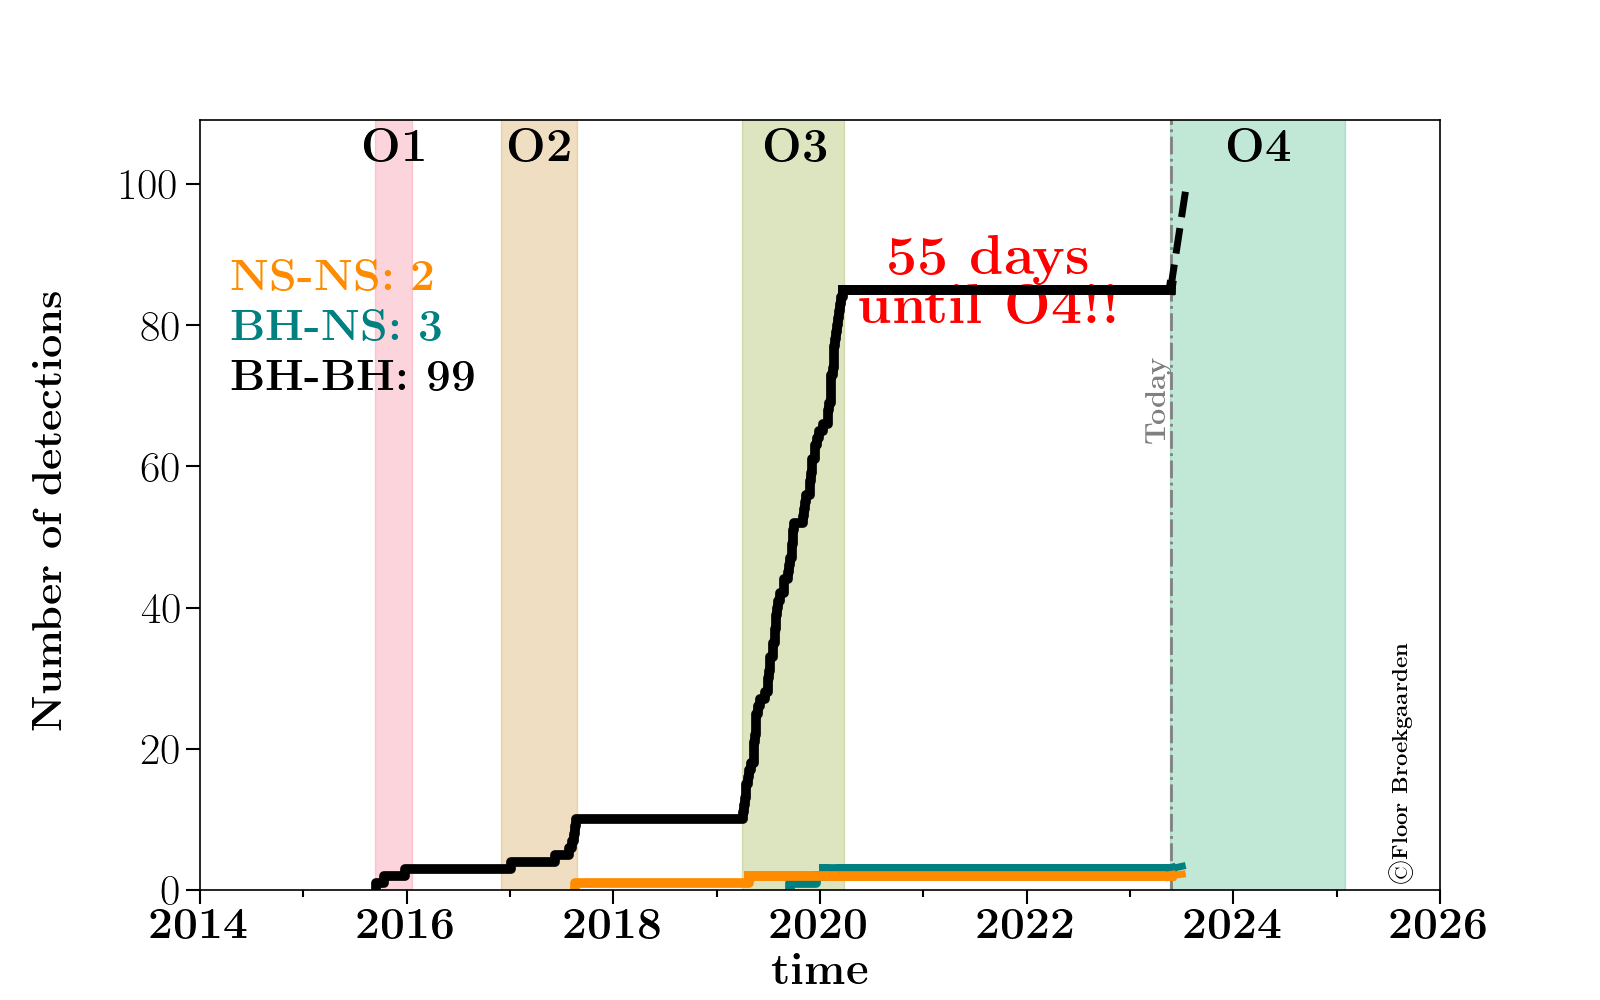 O1
O2
O3
O4
100
80
60
40
20
0
Number of detections
NS-NS: 2
BH-NS: 3
BH-BH: 99
55 days
until O4!!
Today
©Floor Broekgaarden
2014
2016
2018
2020
2022
2024
2026
time